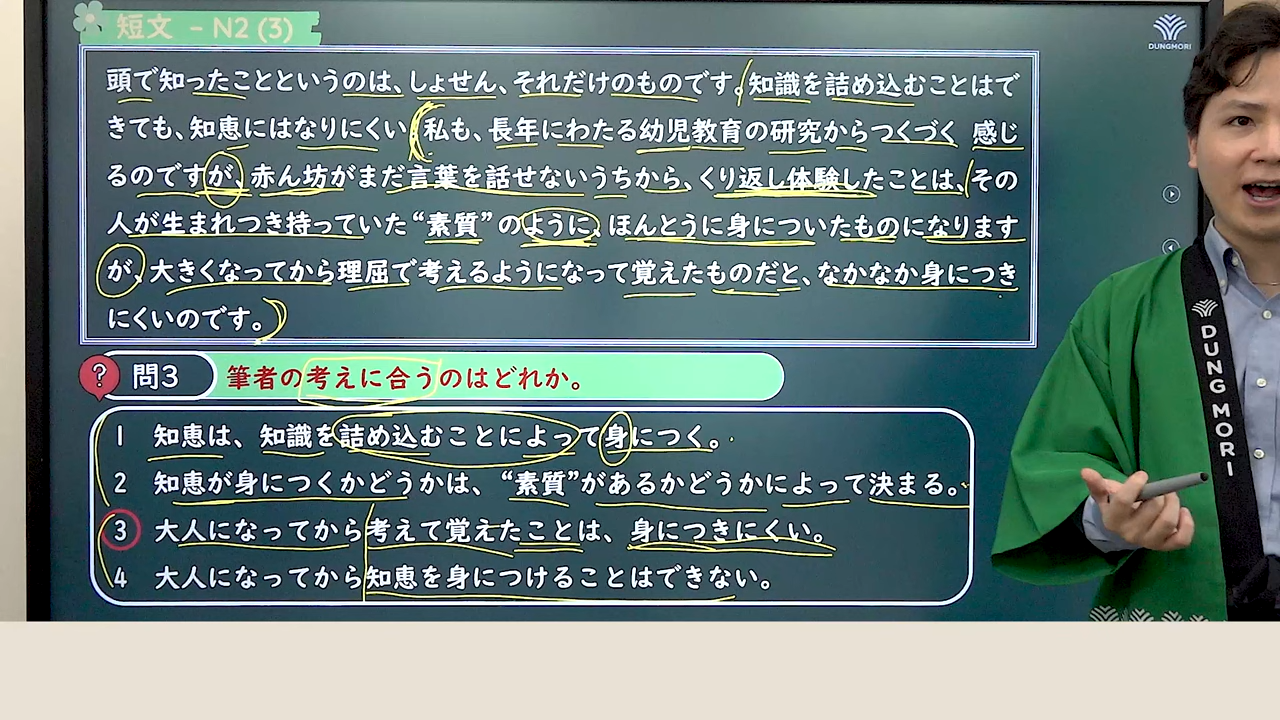 短文 - N2 (3)
DUNGMORI
頭で知ったことというのは、しょせん、それだけのものです。知識を詰め込むことはで
きても、知恵にはなりにくい。私も、長年にわたる幼児教育の研究からつくづく 感じ
るのですが、赤ん坊がまだ言葉を話せないうちから、くり返し体験したことは、その
人が生まれつき持っていた“素質”のように、ほんとうに身についたものになります
が、大きくなってから理屈で考えるようになって覚えたものだと、なかなか身につき
にくいのです。
? 問3 筆者の考えに合うのはどれか。
1 知恵は、知識を詰め込むことによって身につく。
2 知恵が身につくかどうかは、“素質”があるかどうかによって決まる。
3 大人になってから考えて覚えたことは、身につきにくい。
4 大人になってから知恵を身につけることはできない。
DUNG MORI